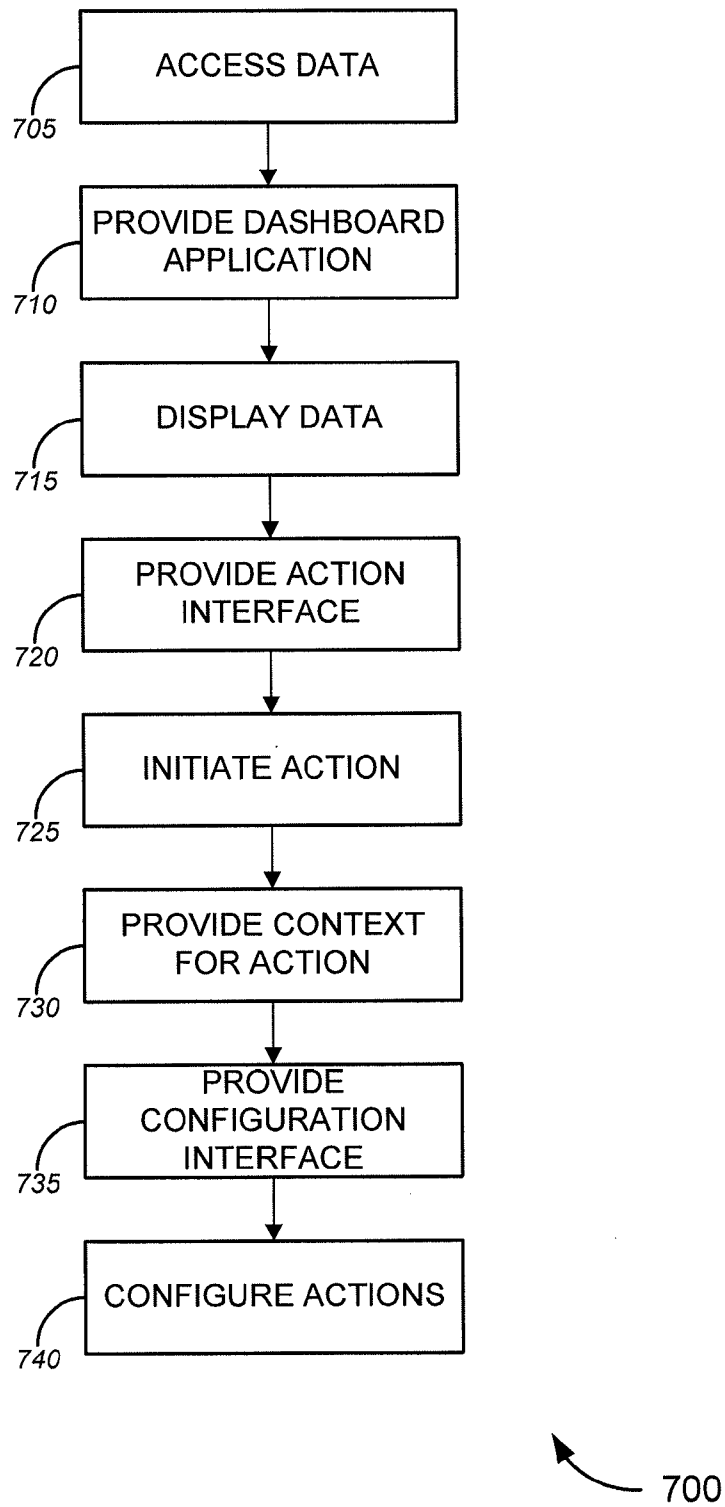 ACCESS DATA
705
PROVIDE DASHBOARD
APPLICATION
710
DISPLAY DATA
715
PROVIDE ACTION
INTERFACE
720
INITIATE ACTION
725
PROVIDE CONTEXT
FOR ACTION
730
PROVIDE
CONFIGURATION
INTERFACE
735
CONFIGURE ACTIONS
740
700